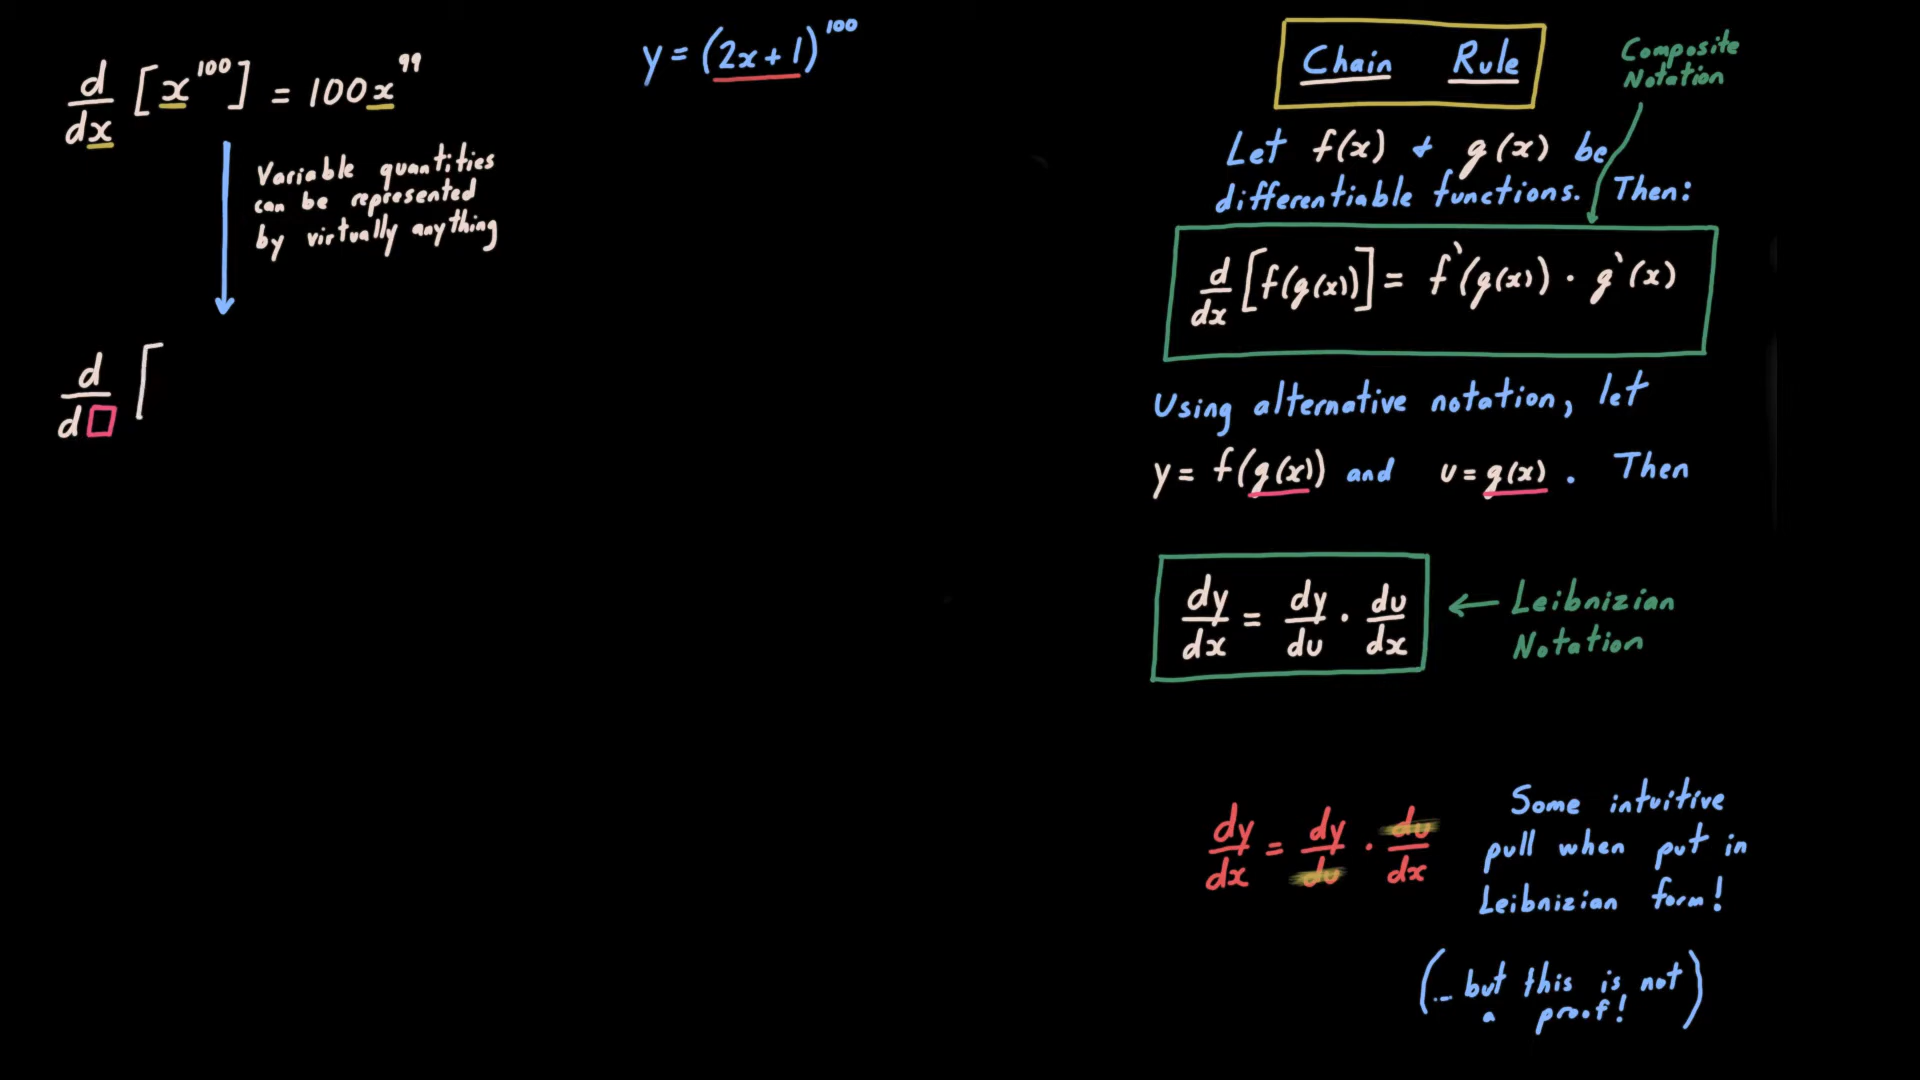 d/dx [x^100] = 100x^99
Variable quantities
can be represented
by virtually anything
d/d□ [
y = (2x+1)^100
Chain Rule
Composite
Notation
Let f(x) & g(x) be
differentiable functions. Then:
d/dx [f(g(x))] = f'(g(x)) · g'(x)
Using alternative notation, let
y = f(g(x)) and u = g(x). Then
dy/dx = dy/du · du/dx
← Leibnizian
Notation
dy/dx = dy/du · du/dx
Some intuitive
pull when put in
Leibnizian form!
(... but this is not
a proof!)